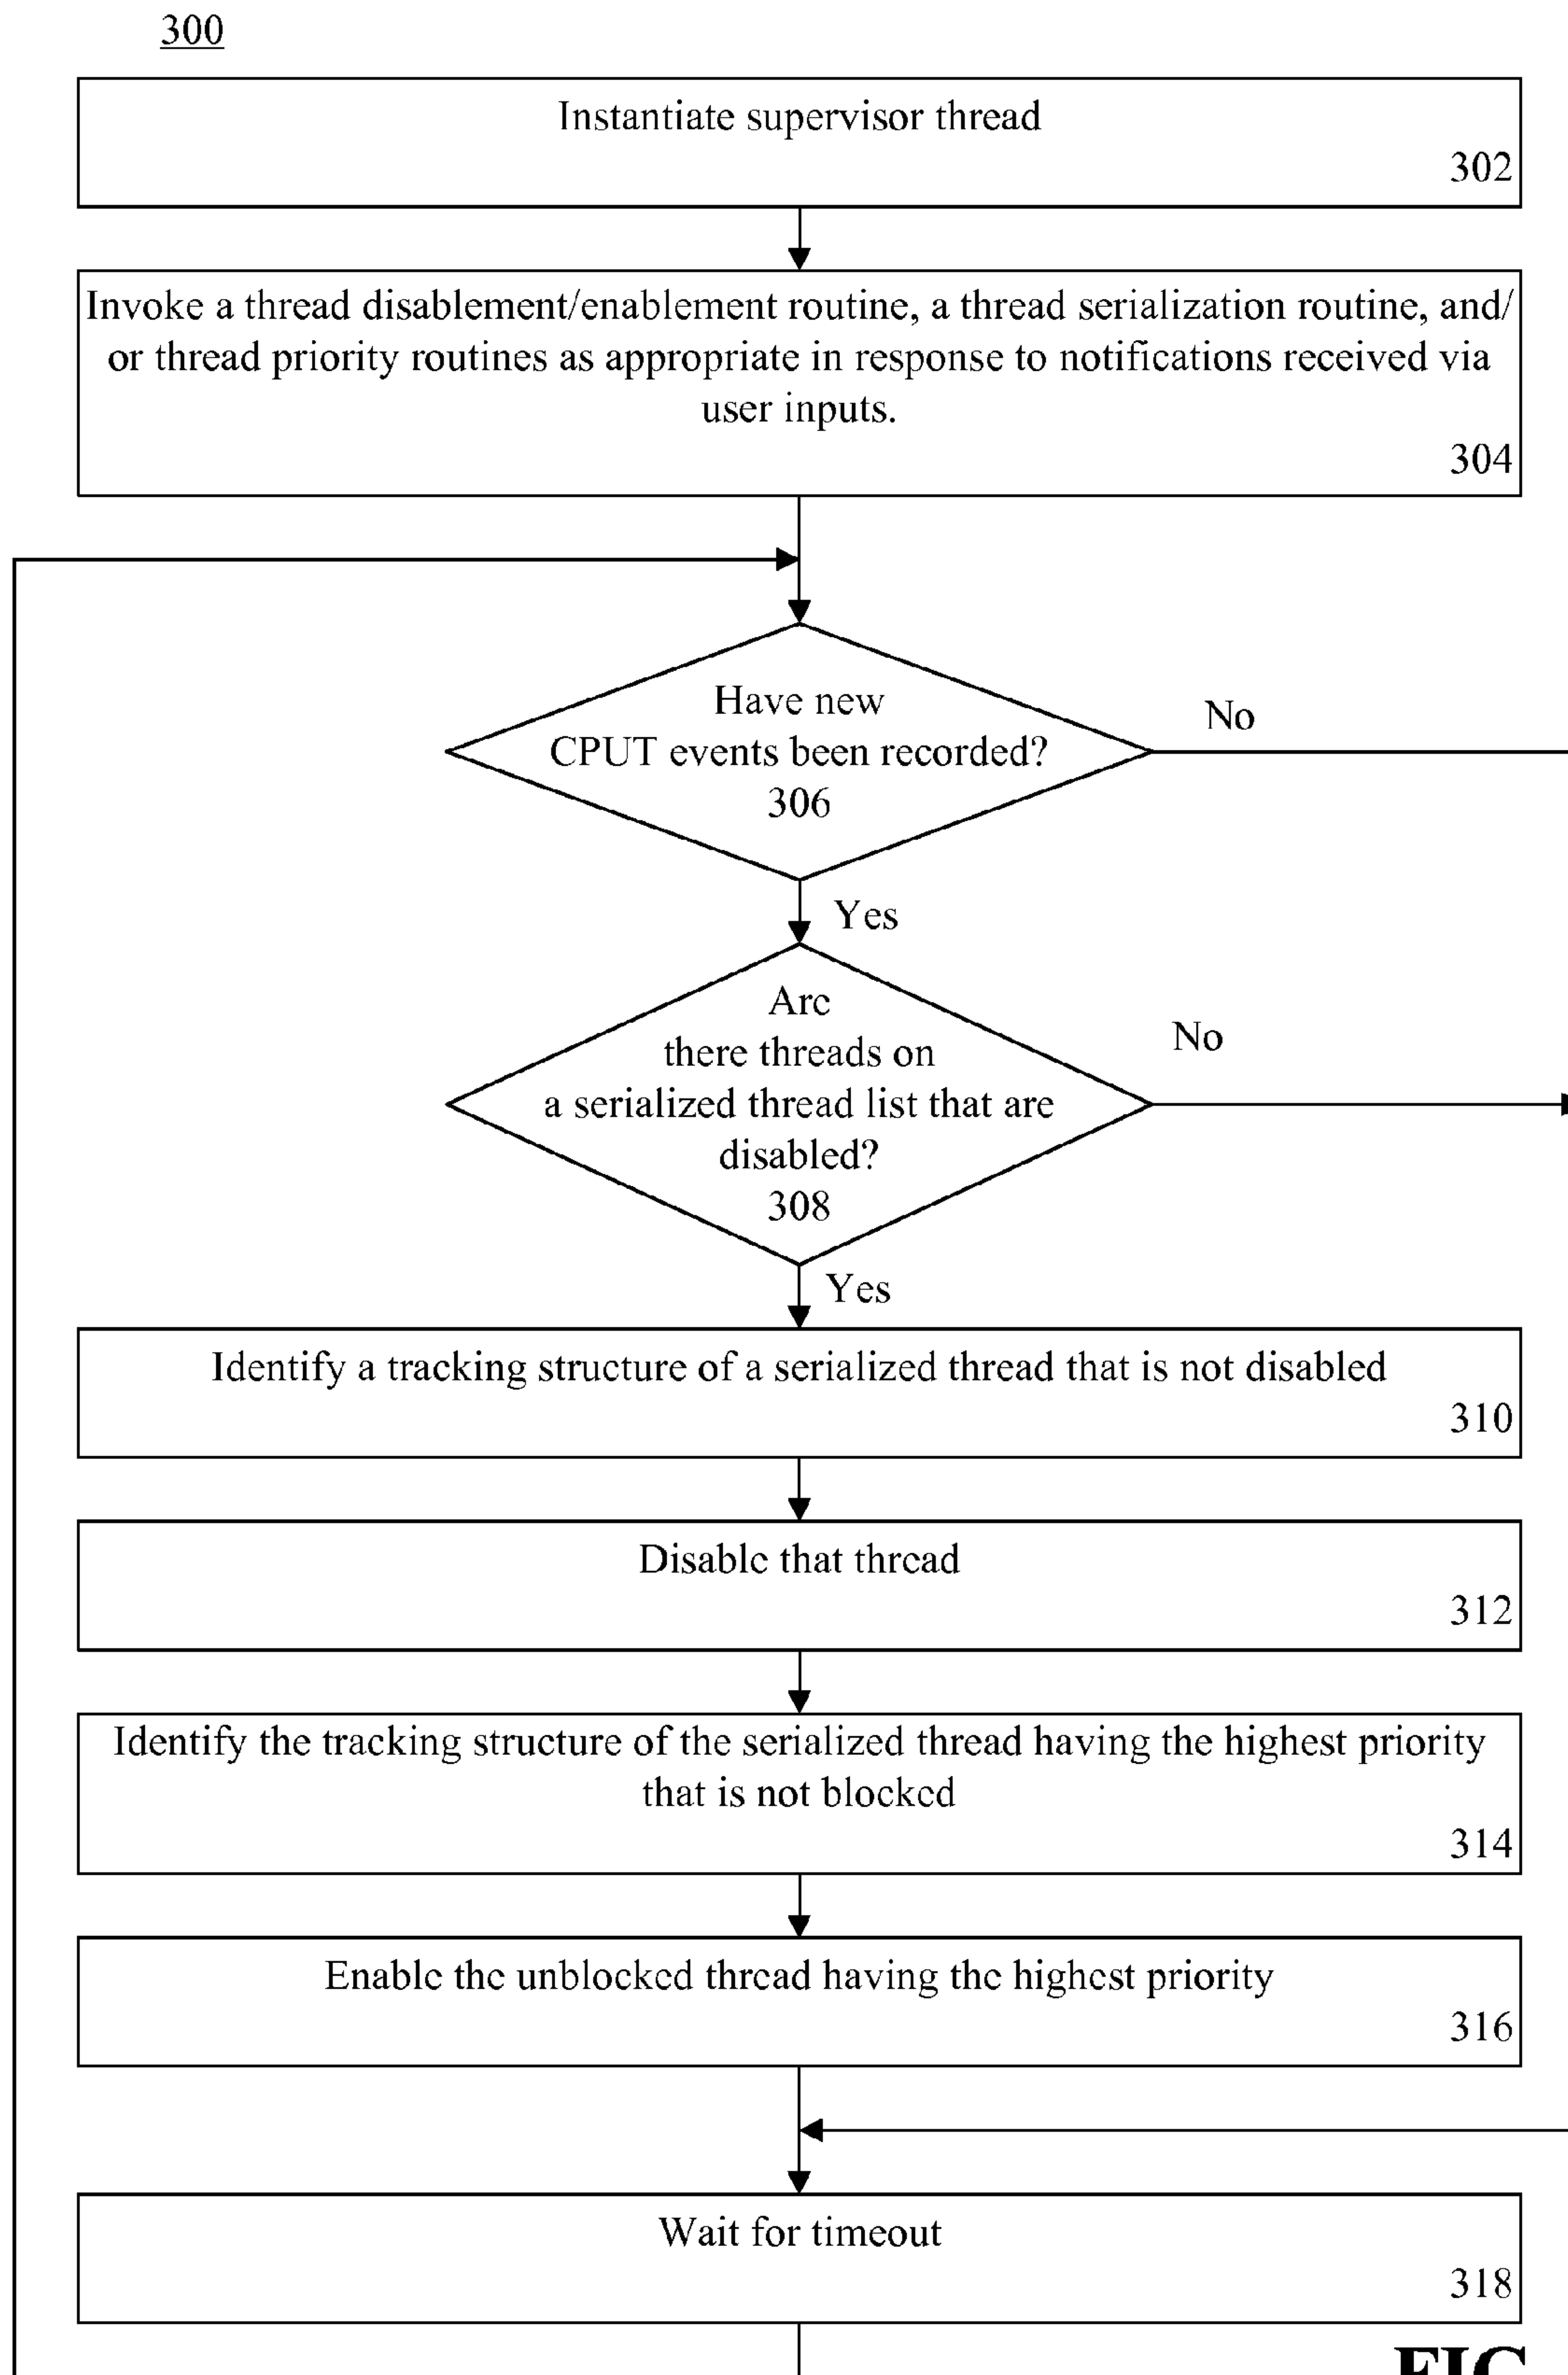 300
Instantiate supervisor thread
302
Invoke a thread disablement/enablement routine, a thread serialization routine, and/
or thread priority routines as appropriate in response to notifications received via
user inputs.
304
Have new
CPUT events been recorded?
306
No
Yes
Are
there threads on
a serialized thread list that are
disabled?
308
No
Yes
Identify a tracking structure of a serialized thread that is not disabled
310
Disable that thread
312
Identify the tracking structure of the serialized thread having the highest priority
that is not blocked
314
Enable the unblocked thread having the highest priority
316
Wait for timeout
318
FIG